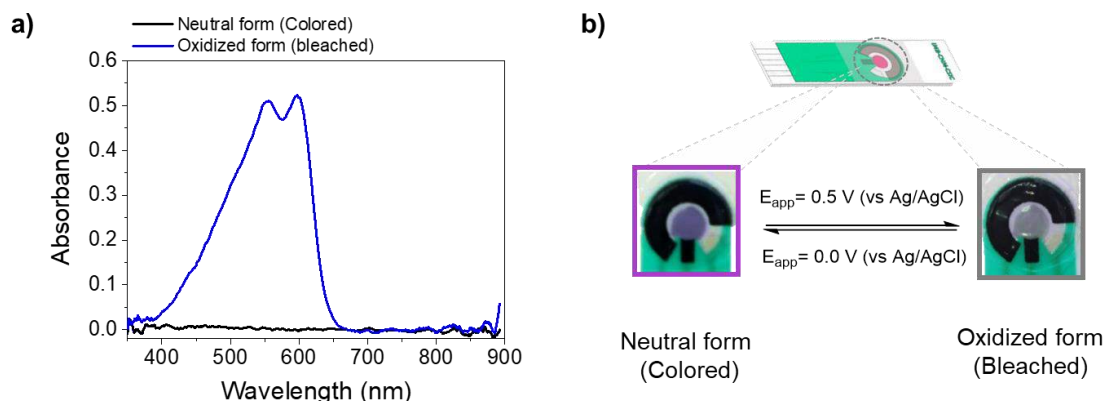 a)
Neutral form (Colored)
Oxidized form (bleached)
0.6
0.5
0.4
0.3
0.2
0.1
0.0
Absorbance
400 500 600 700 800 900
Wavelength (nm)
b)
E_app= 0.5 V (vs Ag/AgCl)
E_app= 0.0 V (vs Ag/AgCl)
Neutral form
(Colored)
Oxidized form
(Bleached)